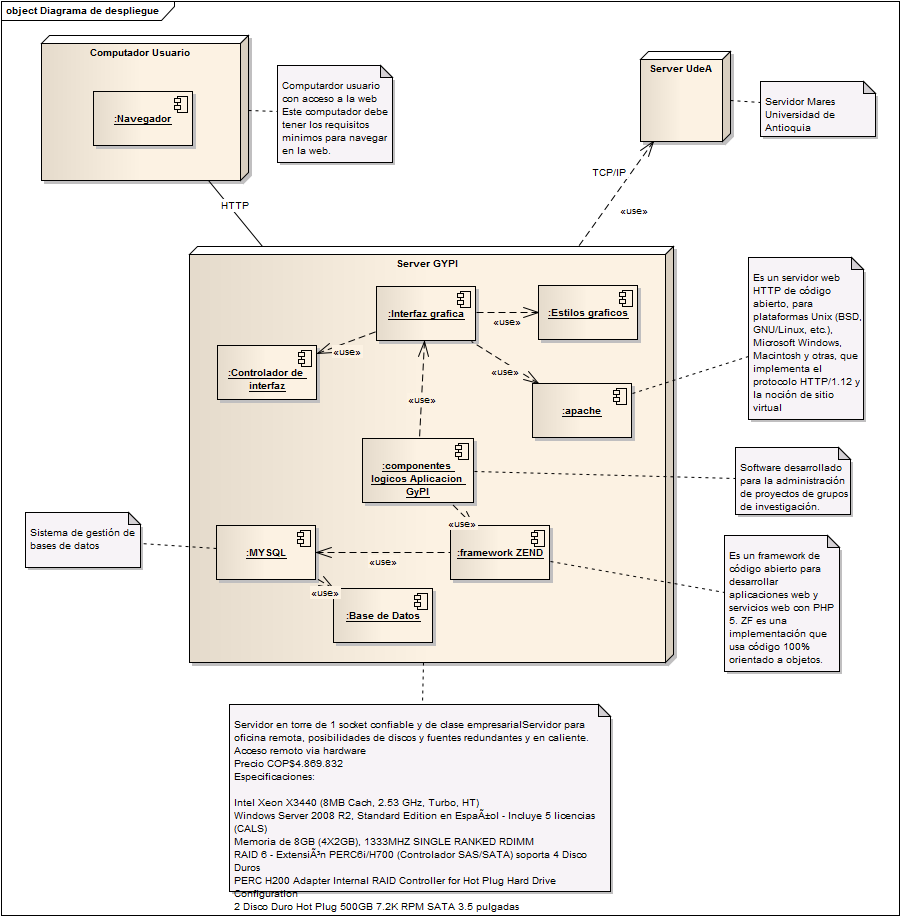 object Diagrama de despliegue
Computador Usuario
:Navegador
Computardor usuario
con acceso a la web
Este computador debe
tener los requisitos
minimos para navegar
en la web.
Server UdeA
Servidor Mares
Universidad de
Antioquia
HTTP
TCP/IP
«use»
Server GYPI
:Interfaz grafica
:Estilos graficos
«use»
:Controlador de
interfaz
«use»
«use»
:apache
«use»
Es un servidor web
HTTP de código
abierto, para
plataformas Unix (BSD,
GNU/Linux, etc.),
Microsoft Windows,
Macintosh y otras, que
implementa el
protocolo HTTP/1.12 y
la noción de sitio
virtual
:componentes
logicos Aplicacion
GyPI
Software desarrollado
para la administración
de proyectos de grupos
de investigación.
«use»
Sistema de gestión de
bases de datos
:MYSQL
«use»
:framework ZEND
«use»
:Base de Datos
Es un framework de
código abierto para
desarrollar
aplicaciones web y
servicios web con PHP
5. ZF es una
implementación que
usa código 100%
orientado a objetos.
Servidor en torre de 1 socket confiable y de clase empresarialServidor para
oficina remota, posibilidades de discos y fuentes redundantes y en caliente.
Acceso remoto via hardware
Precio COP$4.869.832
Especificaciones:
Intel Xeon X3440 (8MB Cach, 2.53 GHz, Turbo, HT)
Windows Server 2008 R2, Standard Edition en EspaÃ±ol - Incluye 5 licencias
(CALS)
Memoria de 8GB (4X2GB), 1333MHZ SINGLE RANKED RDIMM
RAID 6 - ExtensiÃ³n PERC6i/H700 (Controlador SAS/SATA) soporta 4 Disco
Duros
PERC H200 Adapter Internal RAID Controller for Hot Plug Hard Drive
Configuration
2 Disco Duro Hot Plug 500GB 7.2K RPM SATA 3.5 pulgadas